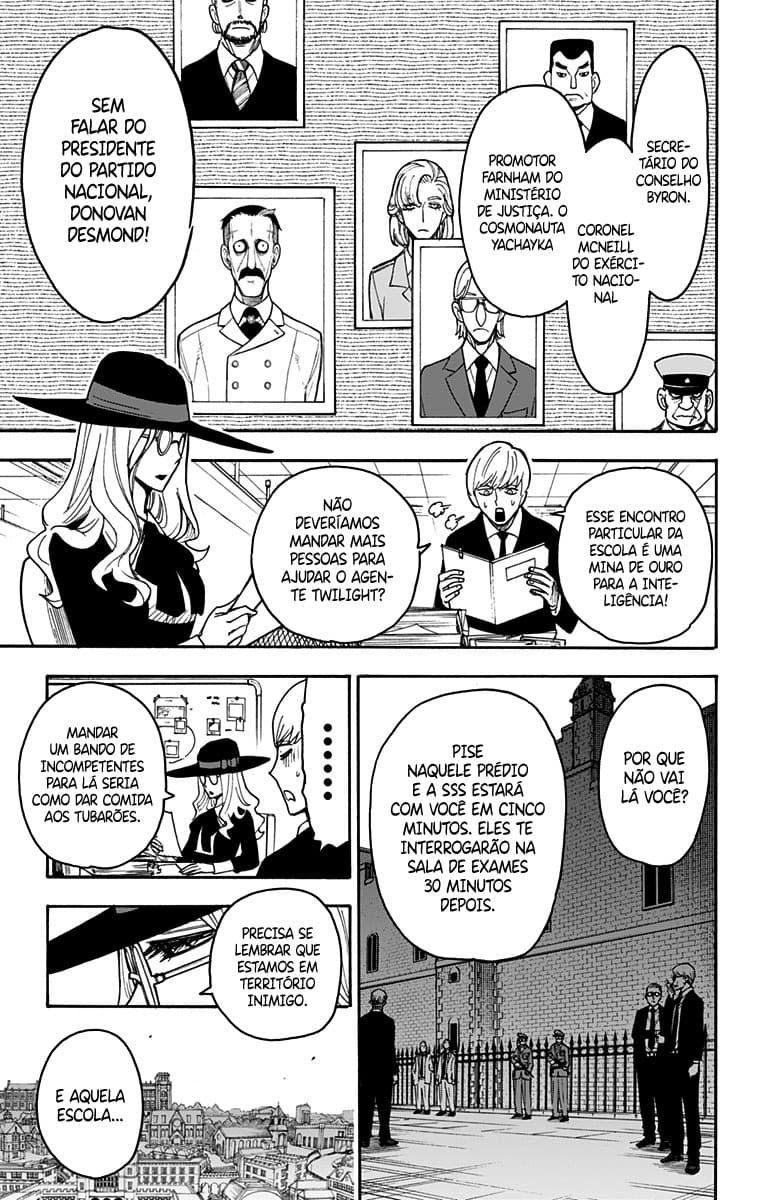 SECRE-
TÁRIO DO
CONSELHO
BYRON.
CORONEL
MCNEILL
DO EXÉRCI-
TO NACIO-
NAL
PROMOTOR
FARNHAM DO
MINISTÉRIO
DE JUSTIÇA. O
COSMONAUTA
YACHAYKA
SEM
FALAR DO
PRESIDENTE
DO PARTIDO
NACIONAL,
DONOVAN
DESMOND!
ESSE ENCONTRO
PARTICULAR DA
ESCOLA É UMA
MINA DE OURO
PARA A INTE-
LIGÊNCIA!
NÃO
DEVERÍAMOS
MANDAR MAIS
PESSOAS PARA
AJUDAR O AGEN-
TE TWILIGHT?
POR QUE
NÃO VAI
LÁ VOCÊ?
PISE
NAQUELE PRÉDIO
E A SSS ESTARÁ
COM VOCÊ EM CINCO
MINUTOS. ELES TE
INTERROGARÃO NA
SALA DE EXAMES
30 MINUTOS
DEPOIS.
MANDAR
UM BANDO DE
INCOMPETENTES
PARA LÁ SERIA
COMO DAR COMIDA
AOS TUBARÕES.
PRECISA SE
LEMBRAR QUE
ESTAMOS EM
TERRITÓRIO
INIMIGO.
E AQUELA
ESCOLA...